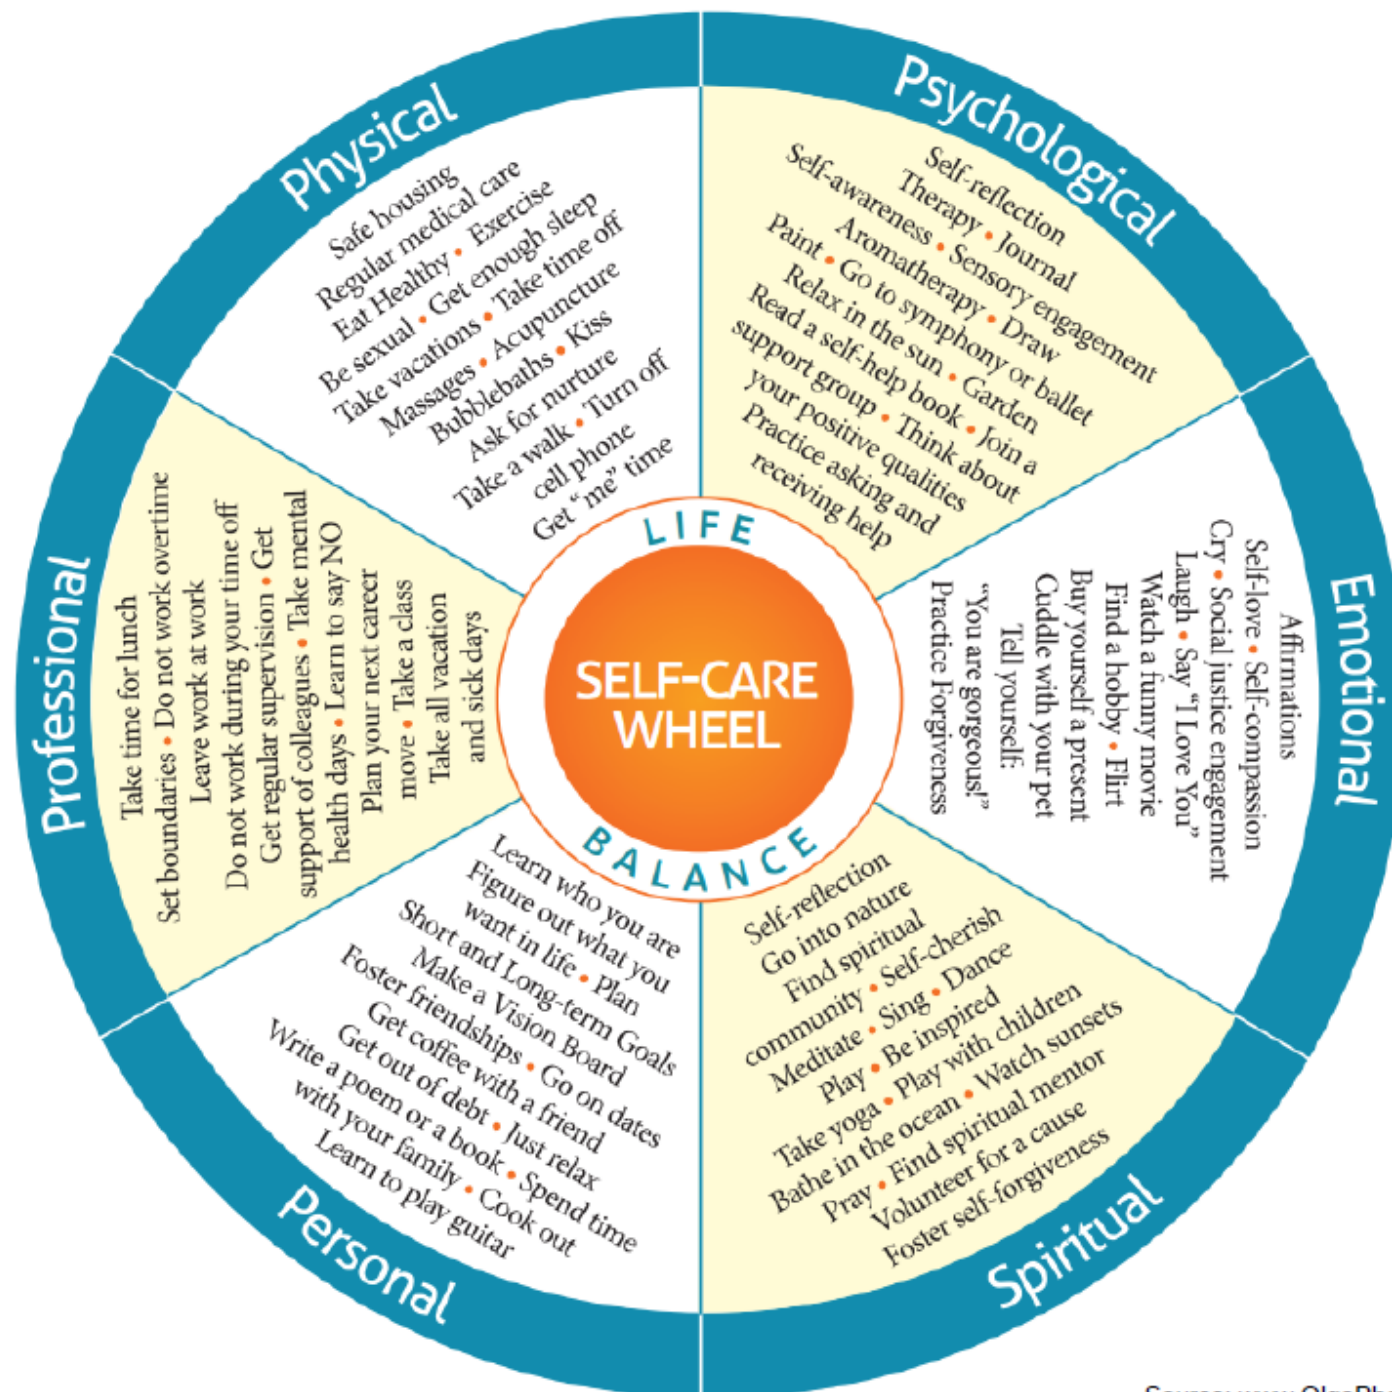 Physical
Safe housing
Regular medical care
Eat Healthy • Exercise
Be sexual • Get enough sleep
Take vacations • Take time off
Massages • Acupuncture
Bubblebaths • Kiss
Ask for nurture
Take a walk • Turn off
cell phone
Get “me” time
Psychological
Self-reflection
Therapy • Journal
Self-awareness • Sensory engagement
Aromatherapy • Draw
Paint • Go to symphony or ballet
Relax in the sun • Garden
Read a self-help book • Join a
support group • Think about
your positive qualities
Practice asking and
receiving help
Emotional
Affirmations
Self-love • Self-compassion
Cry • Social justice engagement
Laugh • Say “I Love You”
Watch a funny movie
Find a hobby • Flirt
Buy yourself a present
Cuddle with your pet
Tell yourself:
“You are gorgeous!”
Practice Forgiveness
Spiritual
Self-reflection
Go into nature
Find spiritual
community • Self-cherish
Meditate • Sing • Dance
Play • Be inspired
Take yoga • Play with children
Bathe in the ocean • Watch sunsets
Pray • Find spiritual mentor
Volunteer for a cause
Foster self-forgiveness
Personal
Learn who you are
Figure out what you
want in life • Plan
Short and Long-term Goals
Make a Vision Board
Foster friendships • Go on dates
Get coffee with a friend
Get out of debt • Just relax
Write a poem or a book • Spend time
with your family • Cook out
Learn to play guitar
Professional
Take time for lunch
Set boundaries • Do not work overtime
Leave work at work
Do not work during your time off
Get regular supervision • Get
support of colleagues • Take mental
health days • Learn to say NO
Plan your next career
move • Take a class
Take all vacation
and sick days
LIFE
SELF-CARE
WHEEL
BALANCE